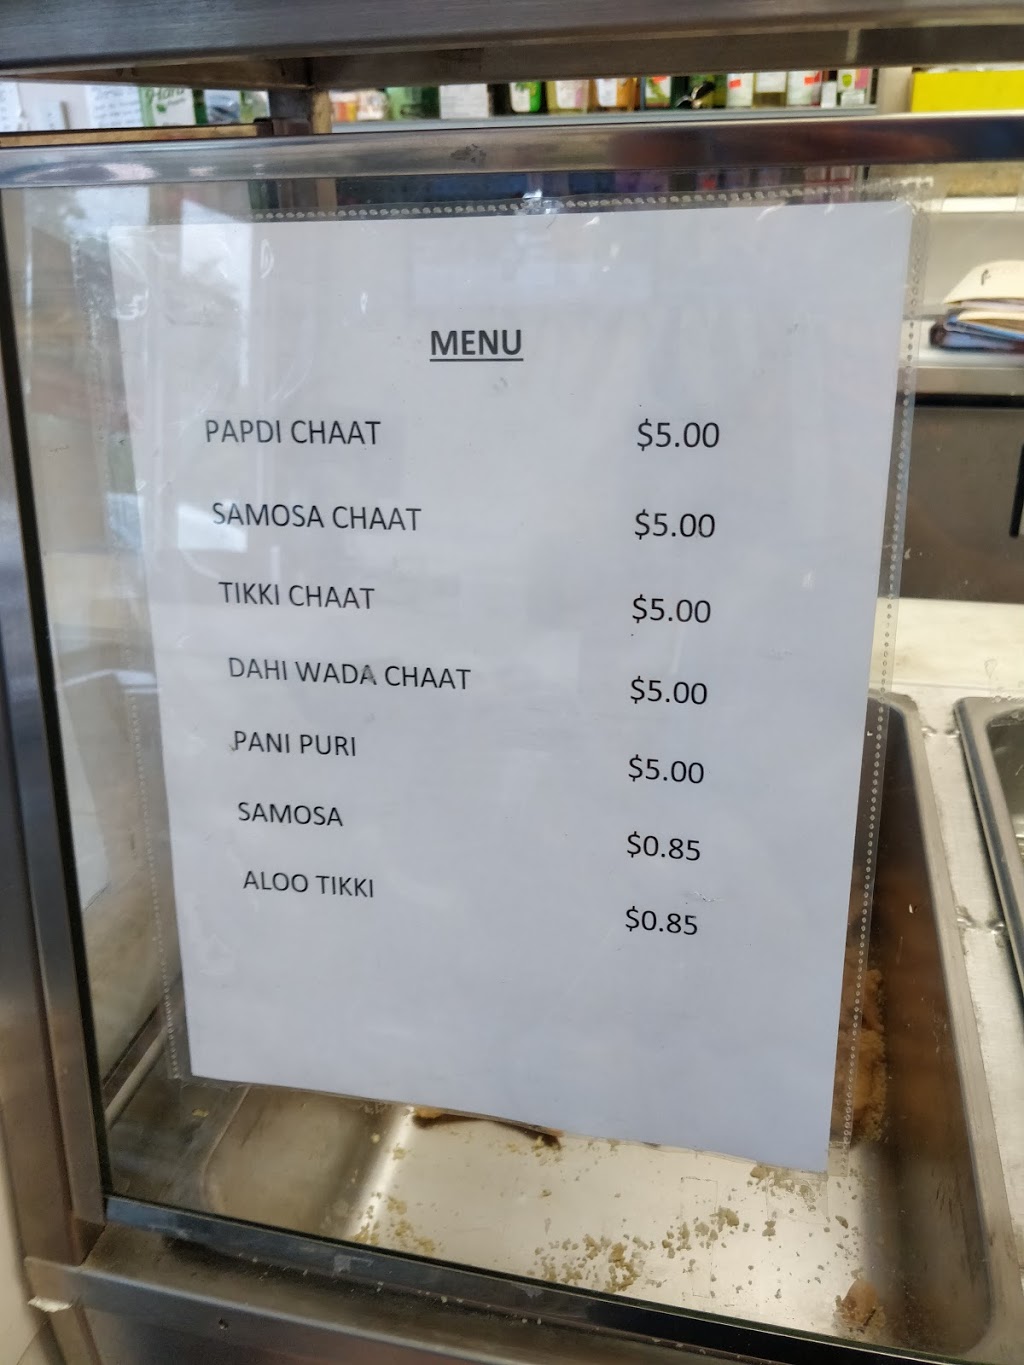 MENU
PAPDI CHAAT $5.00
SAMOSA CHAAT $5.00
TIKKI CHAAT $5.00
DAHI WADA CHAAT $5.00
PANI PURI $5.00
SAMOSA $0.85
ALOO TIKKI $0.85